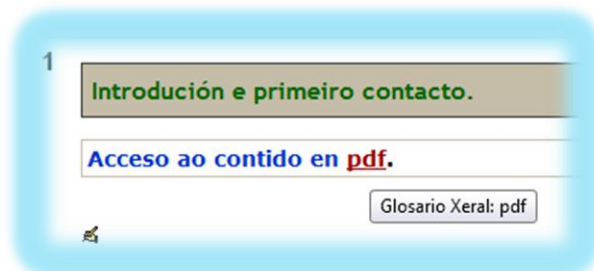 1
Introdución e primeiro contacto.
Acceso ao contido en pdf.
Glosario Xeral: pdf